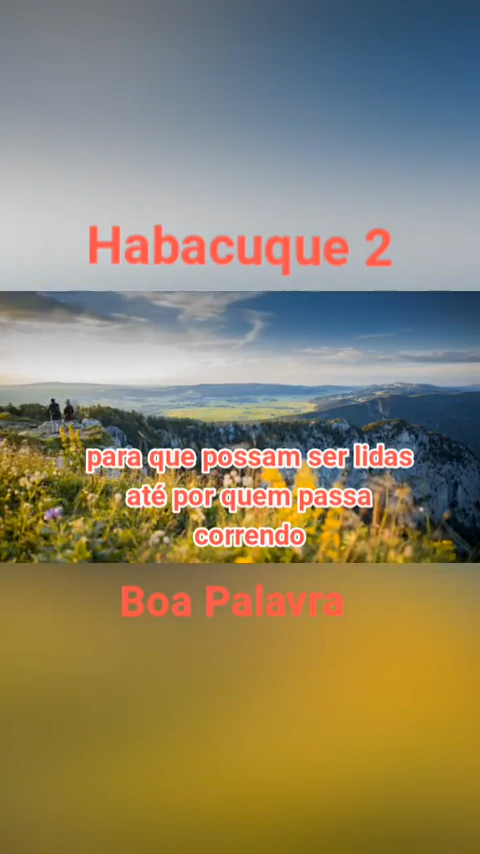 Habacuque 2
para que possam ser lidas
até por quem passa
correndo
Boa Palavra